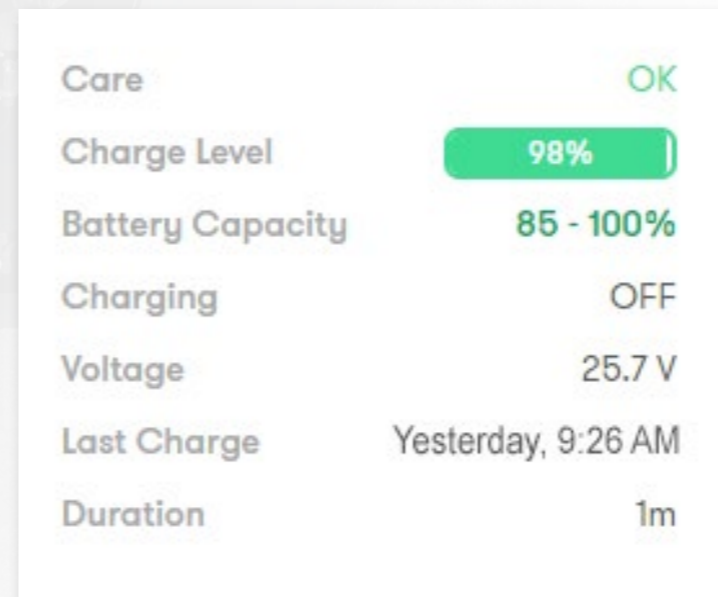 Care OK
Charge Level 98%
Battery Capacity 85 - 100%
Charging OFF
Voltage 25.7 V
Last Charge Yesterday, 9:26 AM
Duration 1m